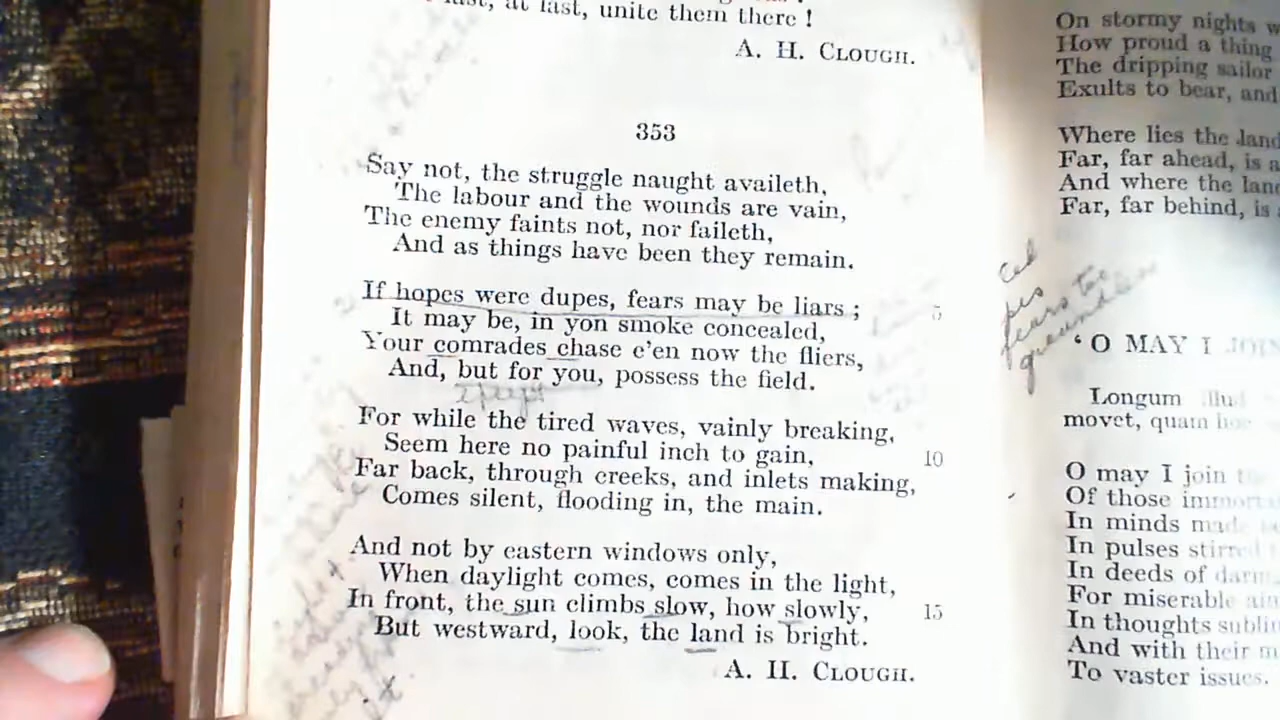 at last, unite them there !
A. H. CLOUGH.
353
Say not, the struggle naught availeth,
The labour and the wounds are vain,
The enemy faints not, nor faileth,
And as things have been they remain.
If hopes were dupes, fears may be liars ;
5
It may be, in yon smoke concealed,
Your comrades chase e'en now the fliers,
And, but for you, possess the field.
For while the tired waves, vainly breaking,
Seem here no painful inch to gain,
10
Far back, through creeks, and inlets making,
Comes silent, flooding in, the main.
And not by eastern windows only,
When daylight comes, comes in the light,
In front, the sun climbs slow, how slowly,
15
But westward, look, the land is bright.
A. H. CLOUGH.
On stormy nights
How proud a thing
The dripping sailor
Exults to bear, and
Where lies the land
Far, far ahead, is
And where the land
Far, far behind, is
fears too
'O MAY I JOIN
Longum illud
movet, quam hoc
O may I join
Of those immortal
In minds made
In pulses stirred
In deeds of
For miserable
In thoughts
And with their
To vaster issues.